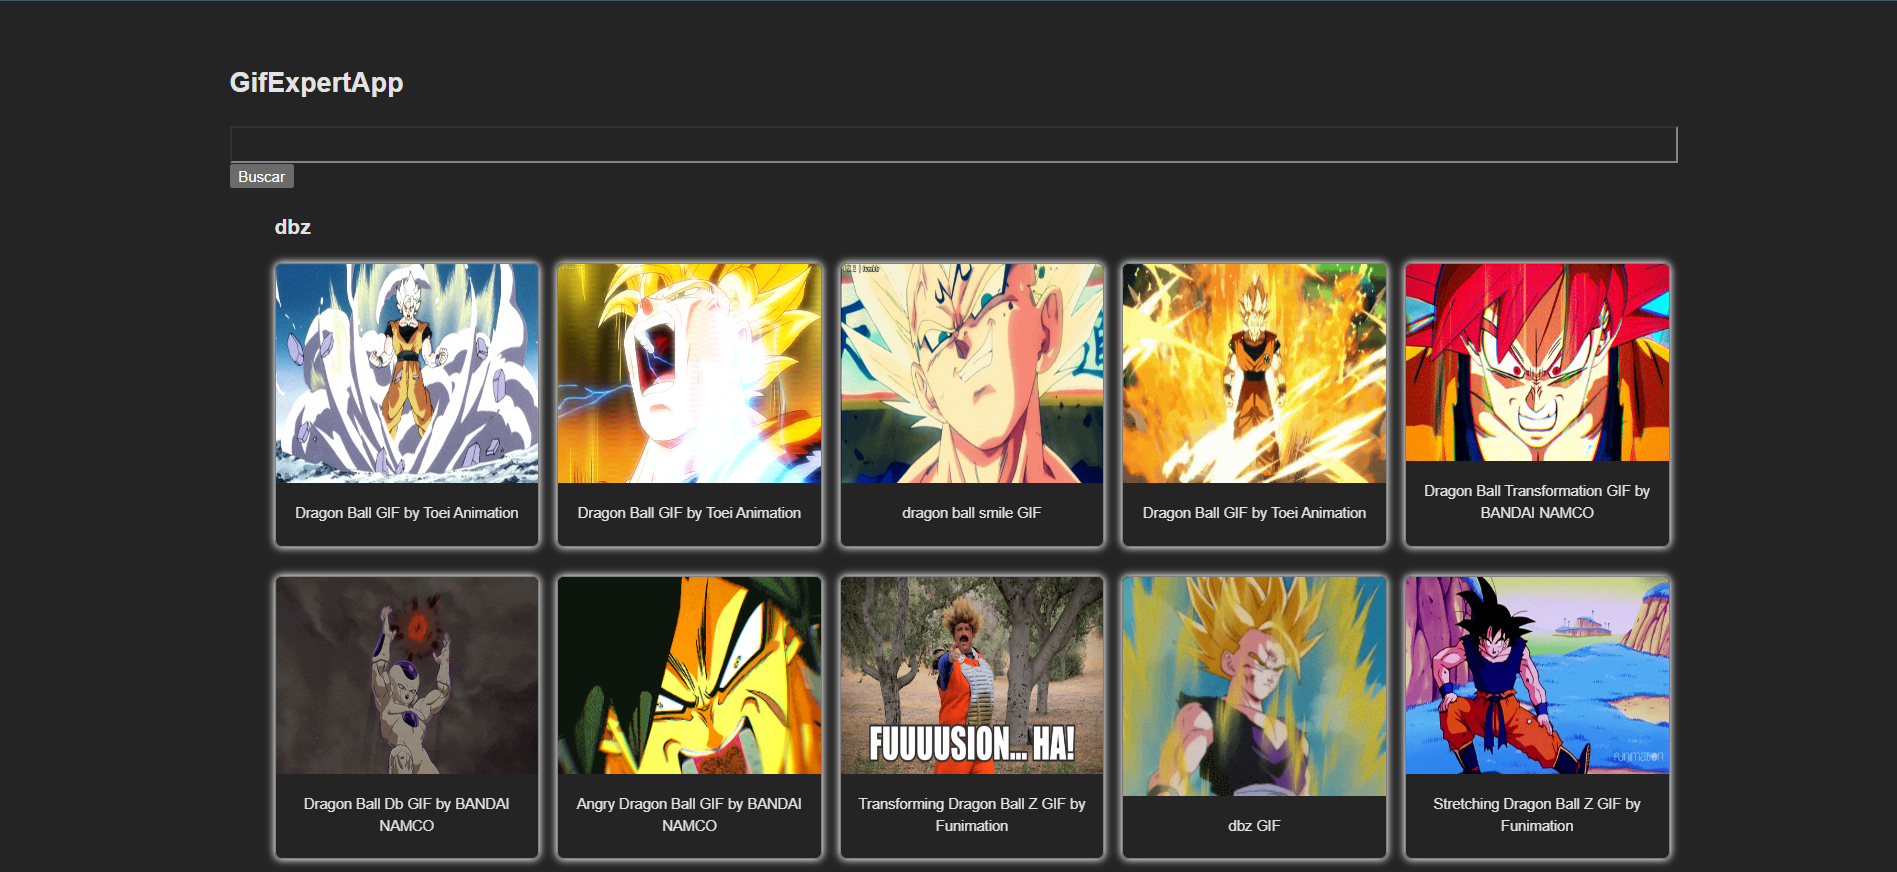 GifExpertApp
Buscar
dbz
Dragon Ball GIF by Toei Animation
Dragon Ball GIF by Toei Animation
dragon ball smile GIF
Dragon Ball GIF by Toei Animation
Dragon Ball Transformation GIF by
BANDAI NAMCO
FUUUUSION... HA!
FUNIMATION
Dragon Ball Db GIF by BANDAI
NAMCO
Angry Dragon Ball GIF by BANDAI
NAMCO
Transforming Dragon Ball Z GIF by
Funimation
dbz GIF
Stretching Dragon Ball Z GIF by
Funimation